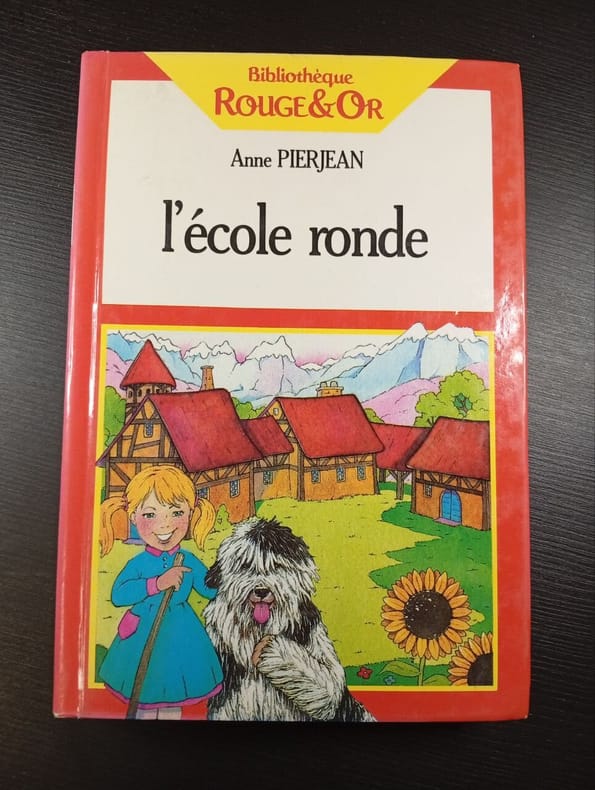 Bibliothèque
ROUGE&OR
Anne PIERJEAN
l'école ronde